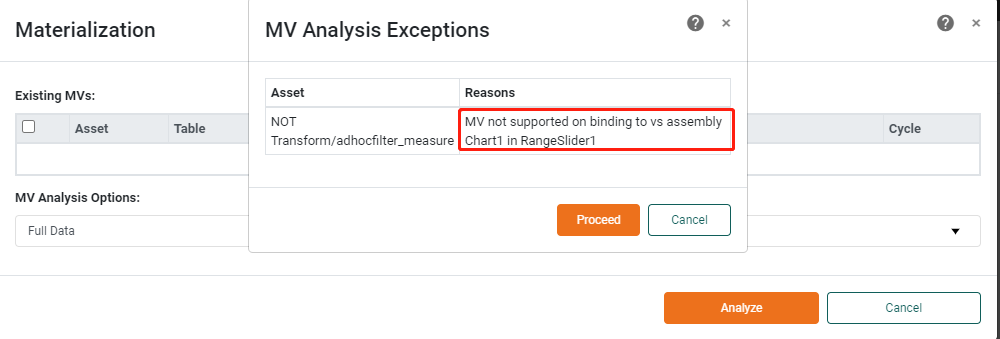 Materialization
MV Analysis Exceptions
Asset
Reasons
NOT
Transform/adhocfilter_measure
MV not supported on binding to vs assembly
Chart1 in RangeSlider1
Existing MVs:
Asset
Table
Cycle
MV Analysis Options:
Full Data
Proceed
Cancel
Analyze
Cancel